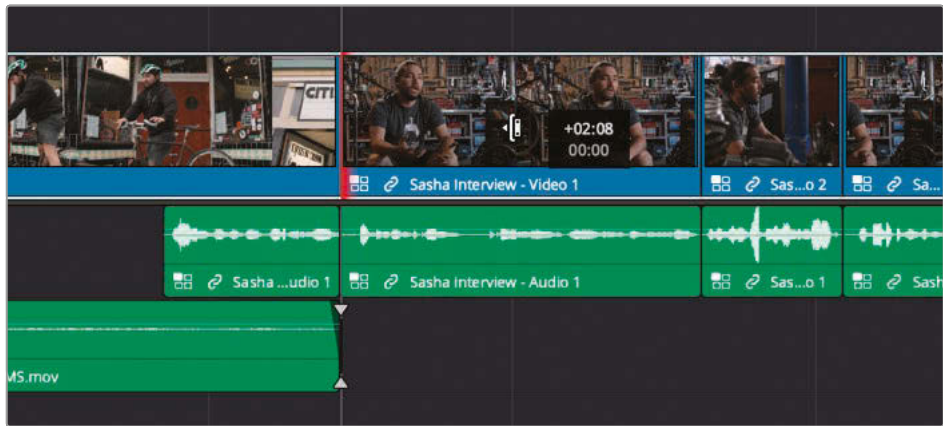 CITI
+02:08
00:00
Sasha Interview - Video 1
Sas...o 2
Sa...
Sasha ...udio 1
Sasha Interview - Audio 1
Sas...o 1
Sash
MS.mov